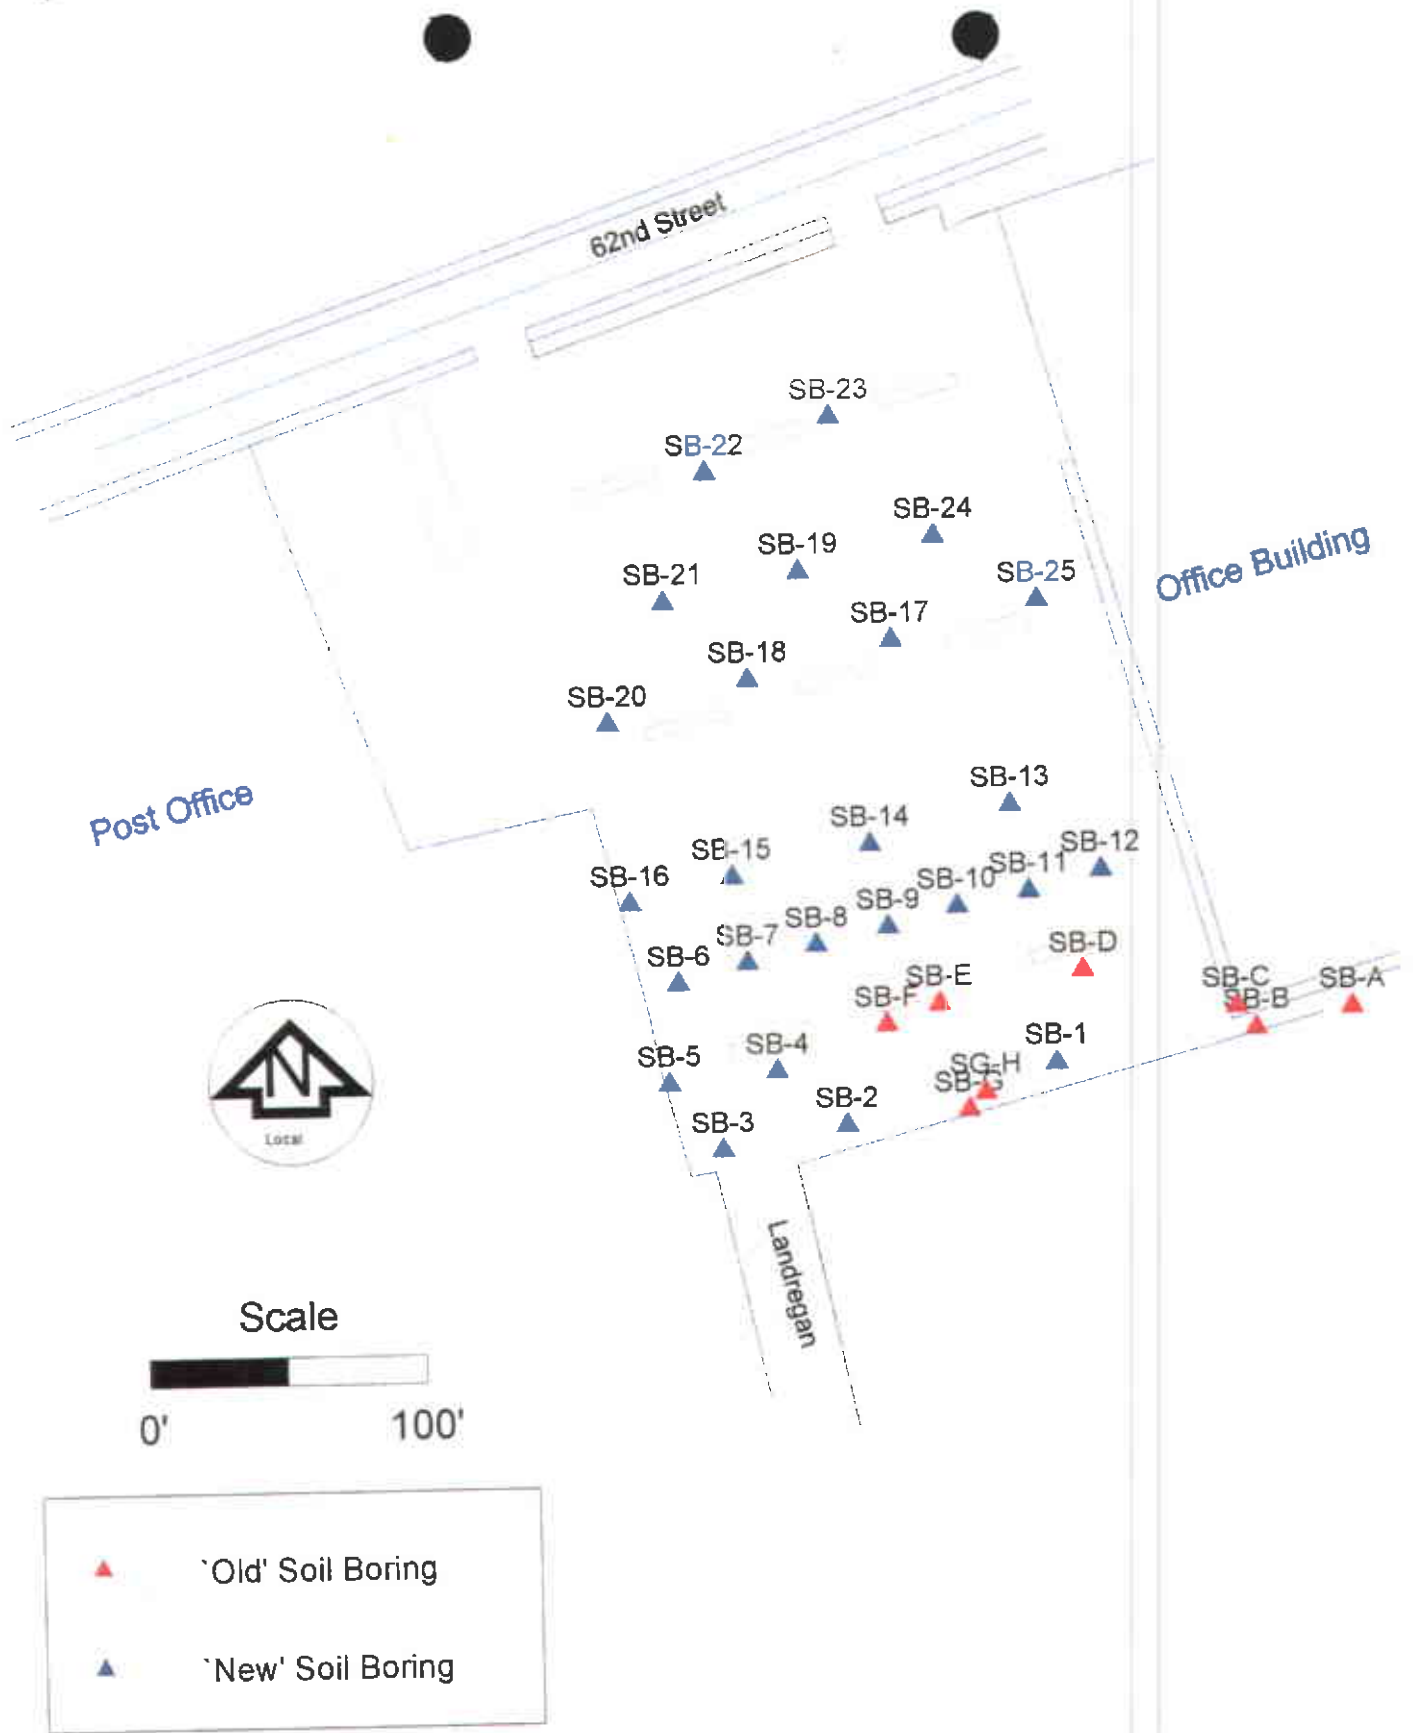 62nd Street
SB-23
SB-22
SB-24
SB-19
SB-21
SB-25
Office Building
SB-17
SB-18
SB-20
Post Office
SB-13
SB-14
SB-15
SB-12
SB-11
SB-16
SB-10
SB-9
SB-8
SB-7
SB-D
SB-6
SB-E
SB-C
SB-A
SB-F
SB-B
SB-1
SB-4
SB-5
SG-H
SB-G
SB-2
SB-3
N
Local
Landregan
Scale
0' 100'
`Old' Soil Boring
`New' Soil Boring